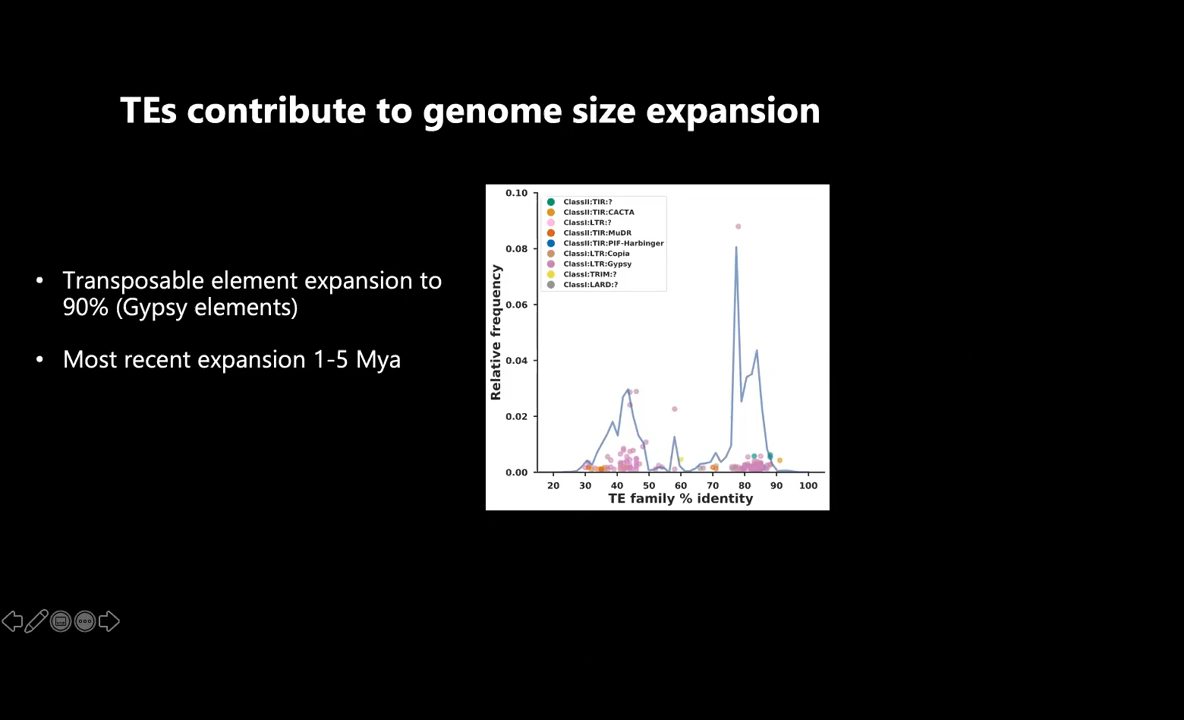 TEs contribute to genome size expansion
• Transposable element expansion to
90% (Gypsy elements)
• Most recent expansion 1-5 Mya
0.10
0.08
0.06
0.04
0.02
0.00
Relative frequency
ClassII:TIR:?
ClassII:TIR:CACTA
ClassI:LTR:?
ClassII:TIR:MuDR
ClassII:TIR:PIF-Harbinger
ClassI:LTR:Copia
ClassI:LTR:Gypsy
ClassI:TRIM:?
ClassI:LARD:?
20 30 40 50 60 70 80 90 100
TE family % identity